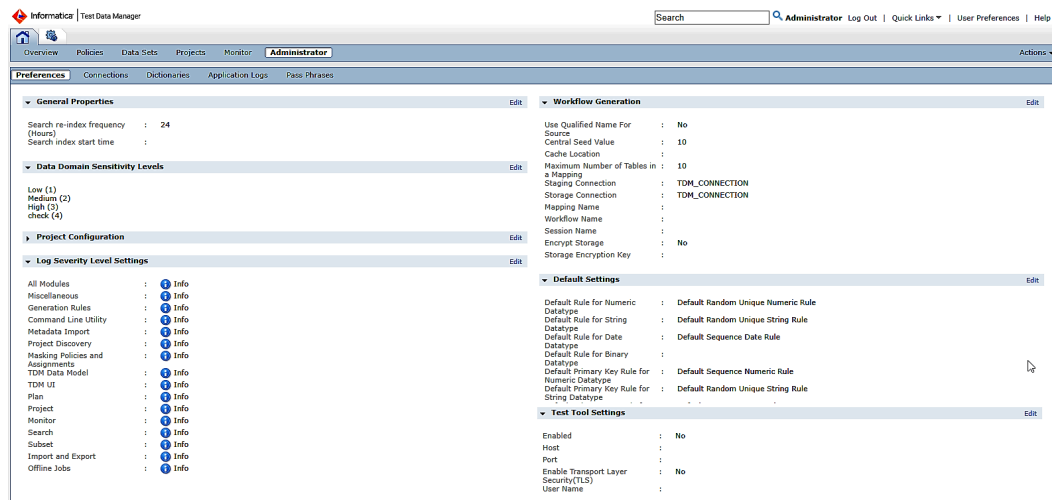 Informatica Test Data Manager
Search Administrator Log Out | Quick Links ▾ | User Preferences | Help
Overview Policies Data Sets Projects Monitor Administrator Actions
Preferences Connections Dictionaries Application Logs Pass Phrases
General Properties Edit
Search re-index frequency : 24
(Hours)
Search index start time :
Data Domain Sensitivity Levels Edit
Low (1)
Medium (2)
High (3)
check (4)
Project Configuration Edit
Log Severity Level Settings Edit
All Modules : Info
Miscellaneous : Info
Generation Rules : Info
Command Line Utility : Info
Metadata Import : Info
Project Discovery : Info
Masking Policies and : Info
Assignments
TDM Data Model : Info
TDM UI : Info
Plan : Info
Project : Info
Monitor : Info
Search : Info
Subset : Info
Import and Export : Info
Offline Jobs : Info
Workflow Generation Edit
Use Qualified Name For : No
Source
Central Seed Value : 10
Cache Location :
Maximum Number of Tables in : 10
a Mapping
Staging Connection : TDM_CONNECTION
Storage Connection : TDM_CONNECTION
Mapping Name :
Workflow Name :
Session Name :
Encrypt Storage : No
Storage Encryption Key :
Default Settings Edit
Default Rule for Numeric : Default Random Unique Numeric Rule
Datatype
Default Rule for String : Default Random Unique String Rule
Datatype
Default Rule for Date : Default Sequence Date Rule
Datatype
Default Rule for Binary :
Datatype
Default Primary Key Rule for : Default Sequence Numeric Rule
Numeric Datatype
Default Primary Key Rule for : Default Random Unique String Rule
String Datatype
Test Tool Settings Edit
Enabled : No
Host :
Port :
Enable Transport Layer : No
Security(TLS)
User Name :